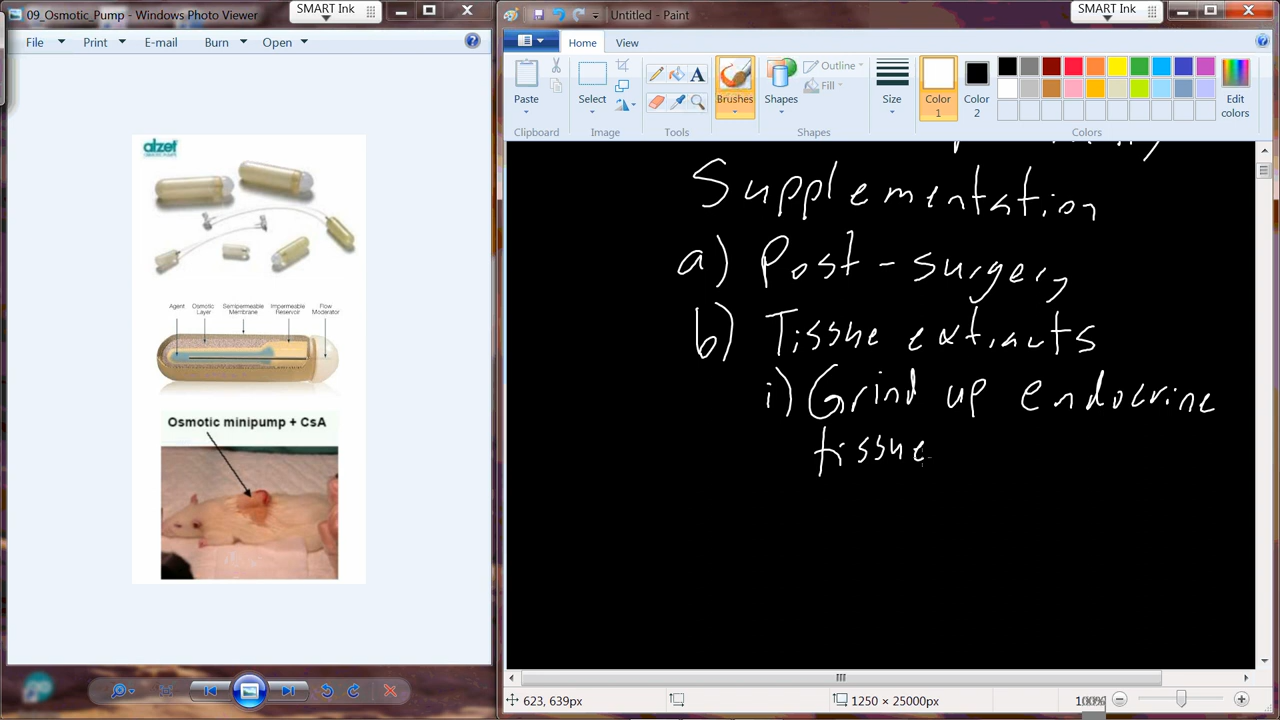 09_Osmotic_Pump - Windows Photo Viewer
SMART Ink
File Print E-mail Burn Open
alzet
OSMOTIC PUMPS
Agent Osmotic Layer Semipermeable Membrane Impermeable Reservoir Flow Moderator
Osmotic minipump + CsA
Untitled - Paint
SMART Ink
Home View
Paste Select Brushes Shapes Outline Fill Size Color 1 Color 2 Edit colors
Clipboard Image Tools Shapes Colors
Supplementation
a) Post-surgery
b) Tissue extracts
i) Grind up endocrine
tissue
623, 639px 1250 × 25000px 100%